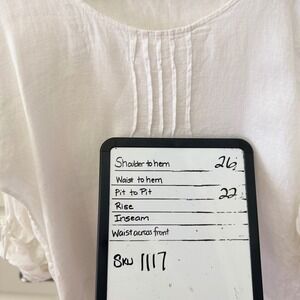 Shoulder to hem 26
Waist to hem
Pit to Pit 22
Rise
Inseam
Waist across front
SKU 1117